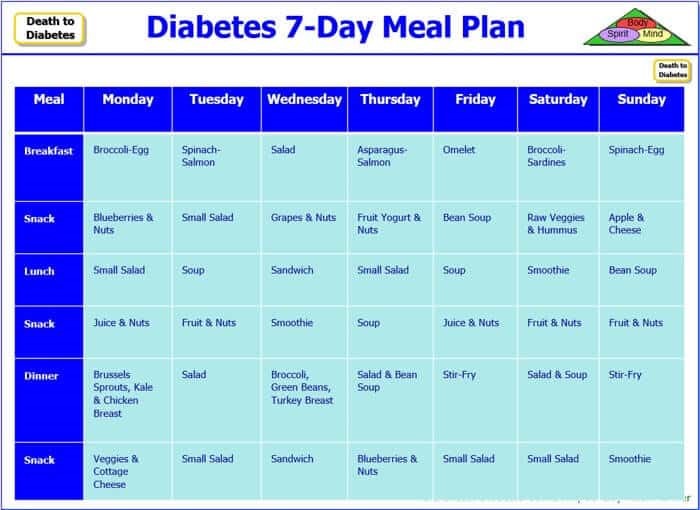 Death to
Diabetes
Diabetes 7-Day Meal Plan
Body
Spirit
Mind
Death to
Diabetes
Meal Monday Tuesday Wednesday Thursday Friday Saturday Sunday
Breakfast
Broccoli-Egg
Spinach-
Salmon
Salad
Asparagus-
Salmon
Omelet
Broccoli-
Sardines
Spinach-Egg
Snack
Blueberries &
Nuts
Small Salad
Grapes & Nuts
Fruit Yogurt &
Nuts
Bean Soup
Raw Veggies
& Hummus
Apple &
Cheese
Lunch
Small Salad
Soup
Sandwich
Small Salad
Soup
Smoothie
Bean Soup
Snack
Juice & Nuts
Fruit & Nuts
Smoothie
Soup
Juice & Nuts
Fruit & Nuts
Fruit & Nuts
Dinner
Brussels
Sprouts, Kale
& Chicken
Breast
Salad
Broccoli,
Green Beans,
Turkey Breast
Salad & Bean
Soup
Stir-Fry
Salad & Soup
Stir-Fry
Snack
Veggies &
Cottage
Cheese
Small Salad
Sandwich
Blueberries &
Nuts
Small Salad
Small Salad
Smoothie